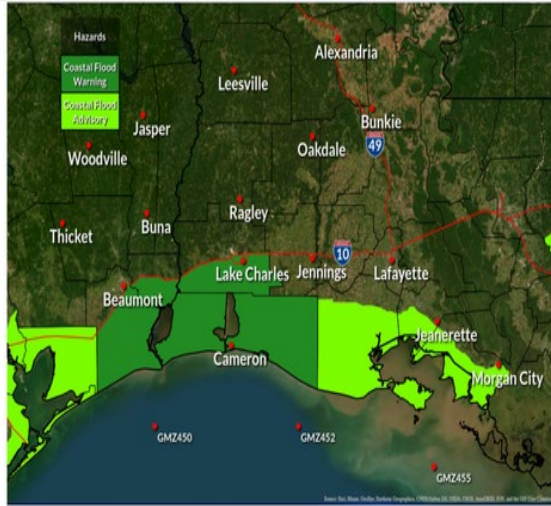 Hazards
Coastal Flood
Warning
Coastal Flood
Advisory
Alexandria
Leesville
Bunkie
Jasper
Oakdale
49
Woodville
Ragley
Buna
Thicket
10
Lake Charles
Jennings
Lafayette
Beaumont
Jeanerette
Cameron
Morgan City
GMZ450
GMZ452
GMZ455